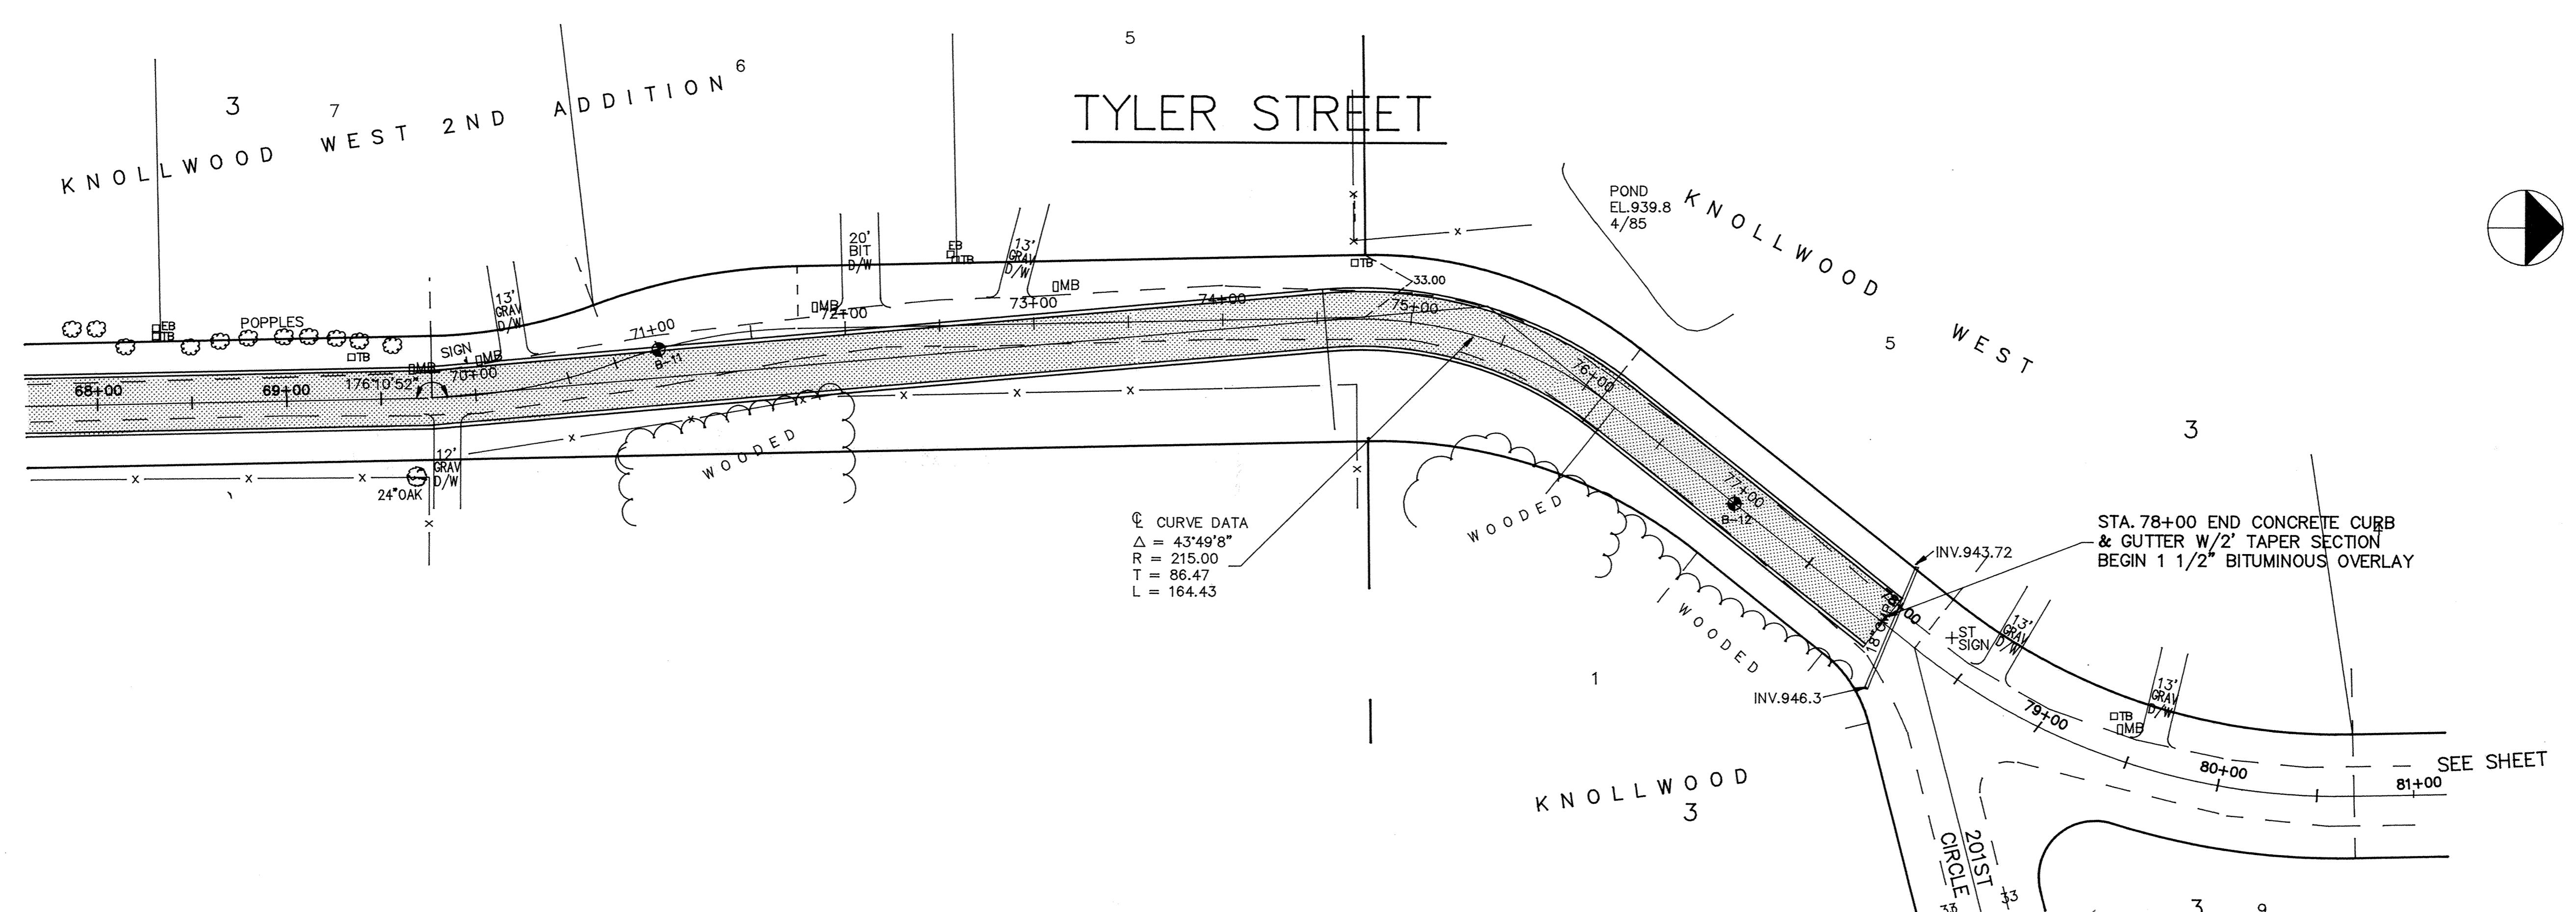 5
6
3
7
KNOLLWOOD WEST 2ND ADDITION
TYLER STREET
POND
EL.939.8
4/85
KNOLLWOOD WEST
5
3
20'
BIT
D/W
EB
TB
13'
GRAV
D/W
MB
TB
33.00
13'
GRAV
D/W
MB
EB
TB
POPPLES
TB
SIGN
MB
MB
68+00
69+00
176°10'52"
70+00
71+00
B-11
72+00
73+00
74+00
75+00
76+00
77+00
B-12
12'
GRAV
D/W
24"OAK
WOODED
WOODED
WOODED
℄ CURVE DATA
Δ = 43°49'8"
R = 215.00
T = 86.47
L = 164.43
STA. 78+00 END CONCRETE CURB
& GUTTER W/2' TAPER SECTION
BEGIN 1 1/2" BITUMINOUS OVERLAY
INV.943.72
78+00
18" CMP
ST
SIGN
13'
GRAV
D/W
INV.946.3
1
13'
GRAV
D/W
TB
MB
79+00
80+00
81+00
SEE SHEET
KNOLLWOOD
3
201ST
CIRCLE
33
33
3
9